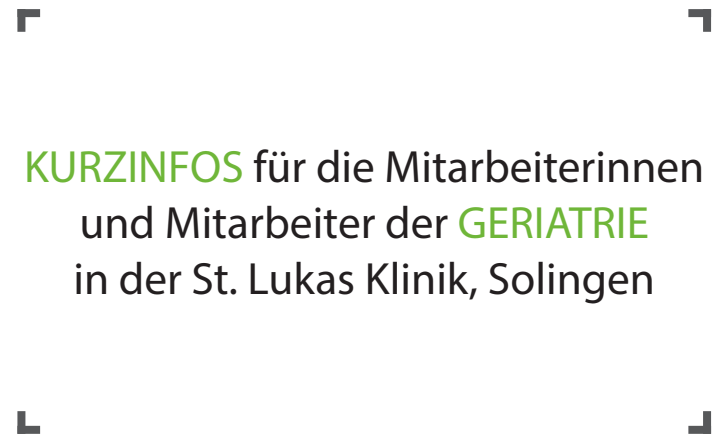 KURZINFOS für die Mitarbeiterinnen
und Mitarbeiter der GERIATRIE
in der St. Lukas Klinik, Solingen